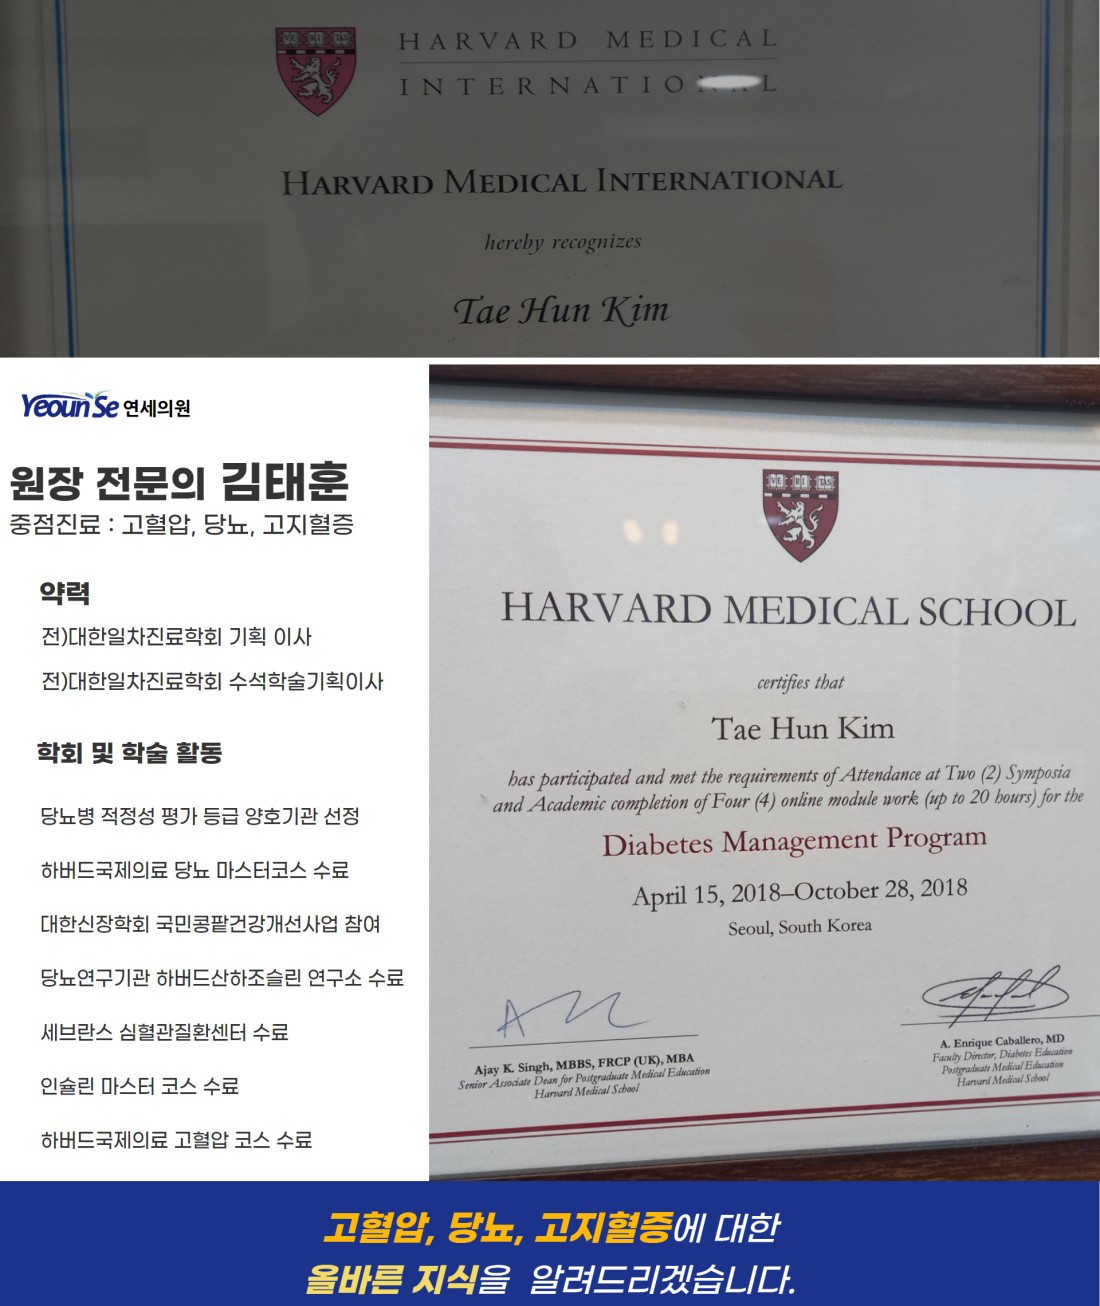 VE RI TAS
HARVARD MEDICAL
INTERNATIONAL
HARVARD MEDICAL INTERNATIONAL
hereby recognizes
Tae Hun Kim
YeounSe 연세의원
원장 전문의 김태훈
중점진료 : 고혈압, 당뇨, 고지혈증
약력
전)대한일차진료학회 기획 이사
전)대한일차진료학회 수석학술기획이사
학회 및 학술 활동
당뇨병 적정성 평가 등급 양호기관 선정
하버드국제의료 당뇨 마스터코스 수료
대한신장학회 국민콩팥건강개선사업 참여
당뇨연구기관 하버드산하조슬린 연구소 수료
세브란스 심혈관질환센터 수료
인슐린 마스터 코스 수료
하버드국제의료 고혈압 코스 수료
VE RI TAS
HARVARD MEDICAL SCHOOL
certifies that
Tae Hun Kim
has participated and met the requirements of Attendance at Two (2) Symposia
and Academic completion of Four (4) online module work (up to 20 hours) for the
Diabetes Management Program
April 15, 2018–October 28, 2018
Seoul, South Korea
Ajay K. Singh, MBBS, FRCP (UK), MBA
Senior Associate Dean for Postgraduate Medical Education
Harvard Medical School
A. Enrique Caballero, MD
Faculty Director, Diabetes Education
Postgraduate Medical Education
Harvard Medical School
고혈압, 당뇨, 고지혈증에 대한
올바른 지식을 알려드리겠습니다.